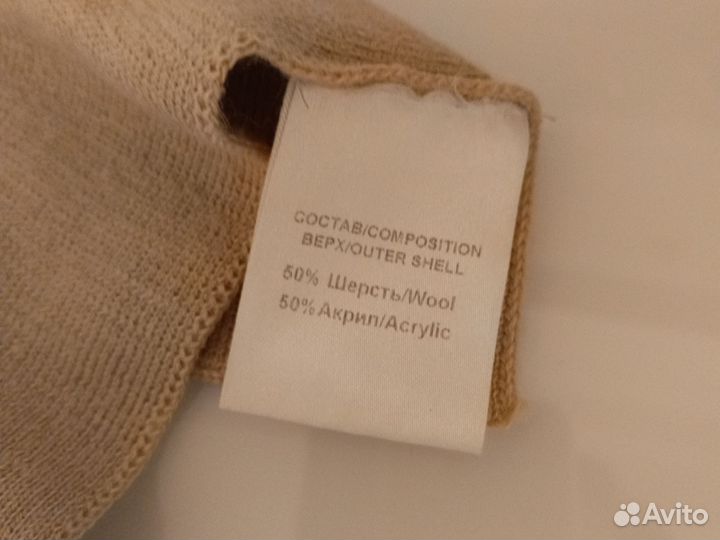 СОСТАВ/COMPOSITION
ВЕРХ/OUTER SHELL
50% Шерсть/Wool
50% Акрил/Acrylic
Avito